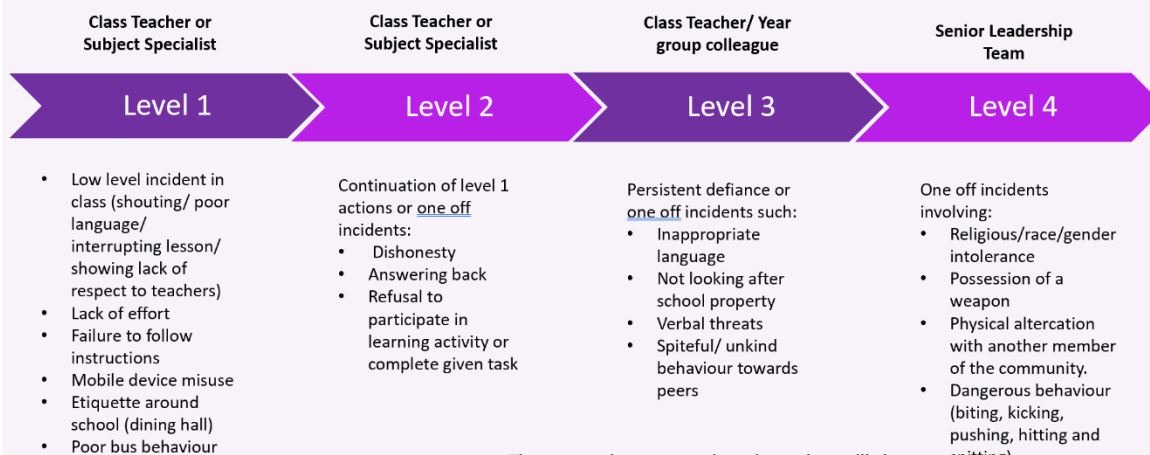 Class Teacher or
Subject Specialist
Class Teacher or
Subject Specialist
Class Teacher/ Year
group colleague
Senior Leadership
Team
Level 1
Level 2
Level 3
Level 4
• Low level incident in
class (shouting/ poor
language/
interrupting lesson/
showing lack of
respect to teachers)
• Lack of effort
• Failure to follow
instructions
• Mobile device misuse
• Etiquette around
school (dining hall)
• Poor bus behaviour
Continuation of level 1
actions or one off
incidents:
• Dishonesty
• Answering back
• Refusal to
participate in
learning activity or
complete given task
Persistent defiance or
one off incidents such:
• Inappropriate
language
• Not looking after
school property
• Verbal threats
• Spiteful/ unkind
behaviour towards
peers
One off incidents
involving:
• Religious/race/gender
intolerance
• Possession of a
weapon
• Physical altercation
with another member
of the community.
• Dangerous behaviour
(biting, kicking,
pushing, hitting and
spitting)